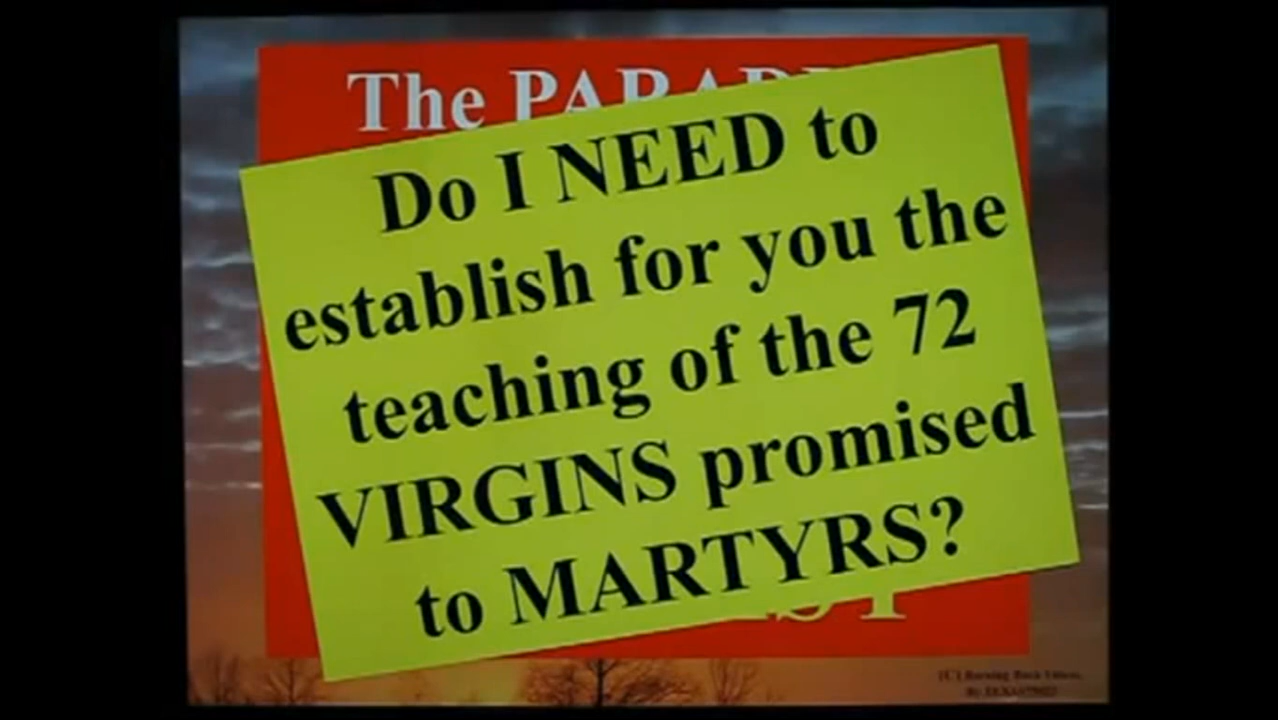 The
Do I NEED to
establish for you the
teaching of the 72
VIRGINS promised
to MARTYRS?